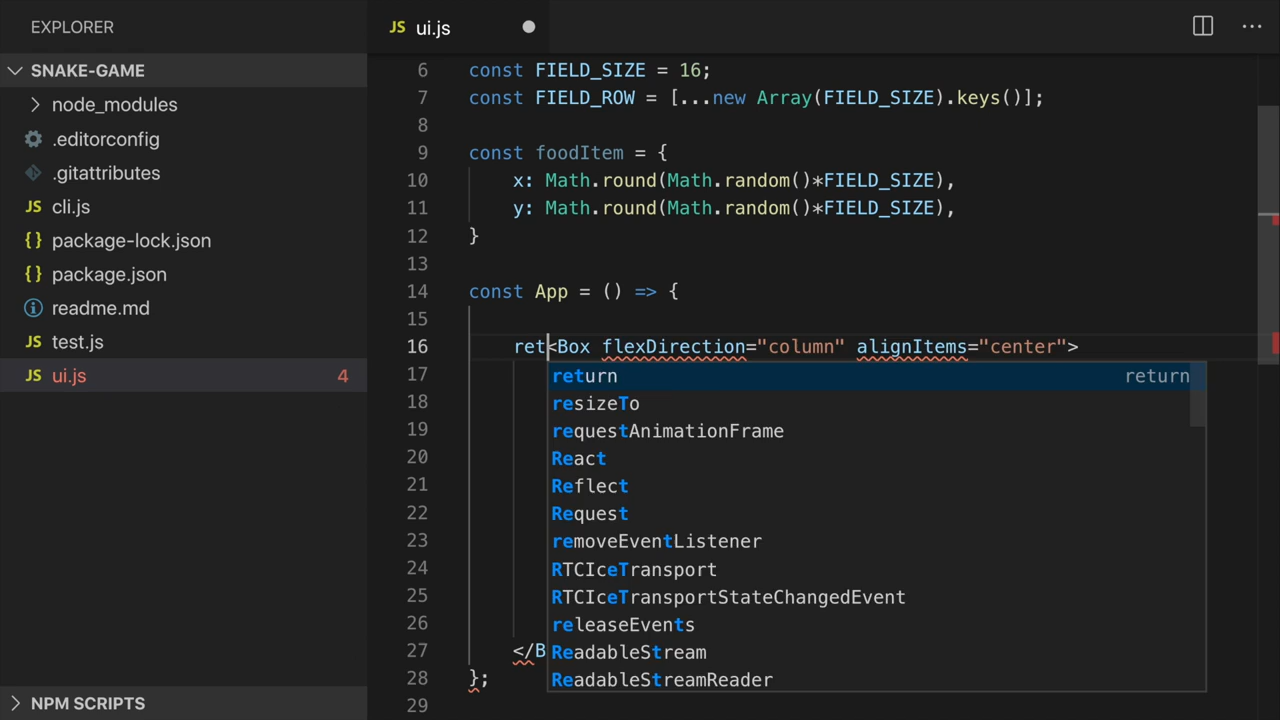 EXPLORER
SNAKE-GAME
node_modules
.editorconfig
.gitattributes
JS cli.js
{} package-lock.json
{} package.json
readme.md
test.js
JS ui.js 4
NPM SCRIPTS
JS ui.js
6 const FIELD_SIZE = 16;
7 const FIELD_ROW = [...new Array(FIELD_SIZE).keys()];
8
9 const foodItem = {
10 x: Math.round(Math.random()*FIELD_SIZE),
11 y: Math.round(Math.random()*FIELD_SIZE),
12 }
13
14 const App = () => {
15
16 ret<Box flexDirection="column" alignItems="center">
17 return return
18 resizeTo
19 requestAnimationFrame
20 React
21 Reflect
22 Request
23 removeEventListener
24 RTCIceTransport
25 RTCIceTransportStateChangedEvent
26 releaseEvents
27 </B ReadableStream
28 }; ReadableStreamReader
29